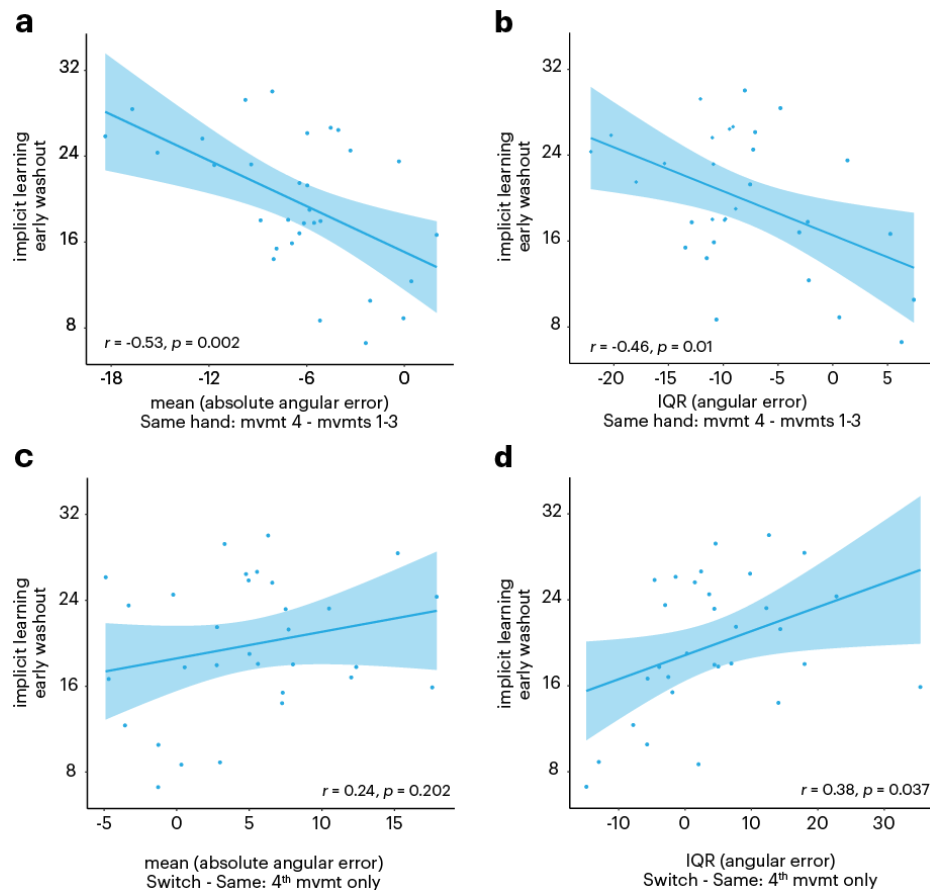 a
32
24
16
8
implicit learning
early washout
r = -0.53, p = 0.002
-18 -12 -6 0
mean (absolute angular error)
Same hand: mvmt 4 - mvmts 1-3
b
32
24
16
8
implicit learning
early washout
r = -0.46, p = 0.01
-20 -15 -10 -5 0 5
IQR (angular error)
Same hand: mvmt 4 - mvmts 1-3
c
32
24
16
8
implicit learning
early washout
r = 0.24, p = 0.202
-5 0 5 10 15
mean (absolute angular error)
Switch - Same: 4th mvmt only
d
32
24
16
8
implicit learning
early washout
r = 0.38, p = 0.037
-10 0 10 20 30
IQR (angular error)
Switch - Same: 4th mvmt only